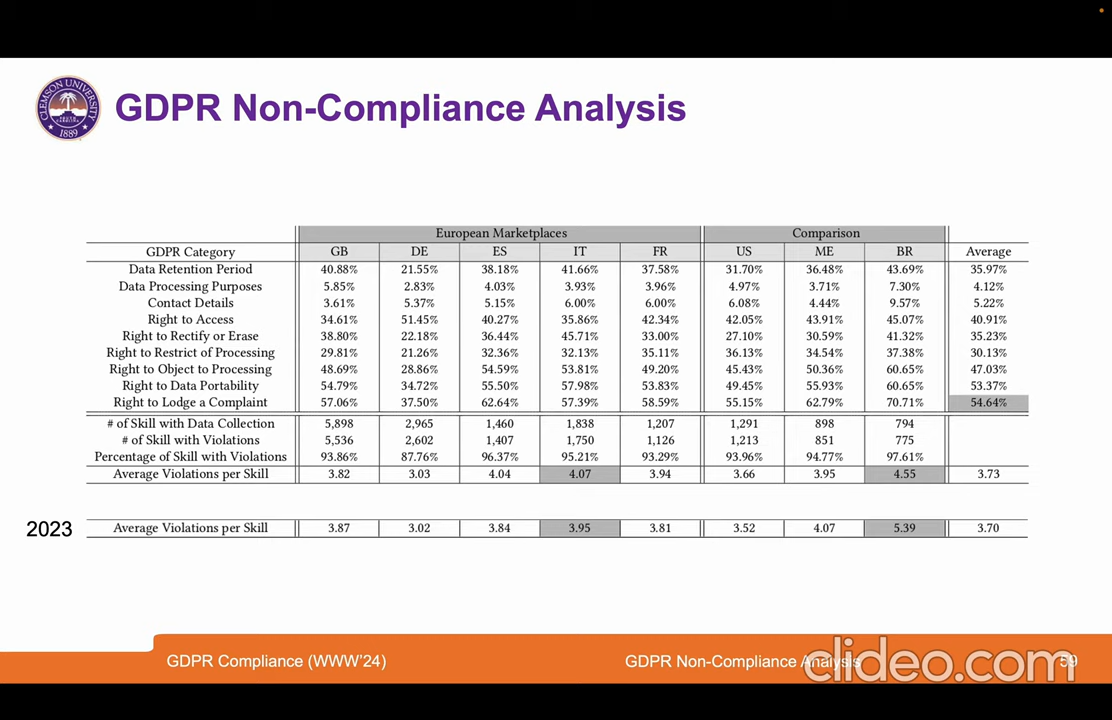 CLEMSON UNIVERSITY
1889
GDPR Non-Compliance Analysis
European Marketplaces Comparison
GDPR Category GB DE ES IT FR US ME BR Average
Data Retention Period 40.88% 21.55% 38.18% 41.66% 37.58% 31.70% 36.48% 43.69% 35.97%
Data Processing Purposes 5.85% 2.83% 4.03% 3.93% 3.96% 4.97% 3.71% 7.30% 4.12%
Contact Details 3.61% 5.37% 5.15% 6.00% 6.00% 6.08% 4.44% 9.57% 5.22%
Right to Access 34.61% 51.45% 40.27% 35.86% 42.34% 42.05% 43.91% 45.07% 40.91%
Right to Rectify or Erase 38.80% 22.18% 36.44% 45.71% 33.00% 27.10% 30.59% 41.32% 35.23%
Right to Restrict of Processing 29.81% 21.26% 32.36% 32.13% 35.11% 36.13% 34.54% 37.38% 30.13%
Right to Object to Processing 48.69% 28.86% 54.59% 53.81% 49.20% 45.43% 50.36% 60.65% 47.03%
Right to Data Portability 54.79% 34.72% 55.50% 57.98% 53.83% 49.45% 55.93% 60.65% 53.37%
Right to Lodge a Complaint 57.06% 37.50% 62.64% 57.39% 58.59% 55.15% 62.79% 70.71% 54.64%
# of Skill with Data Collection 5,898 2,965 1,460 1,838 1,207 1,291 898 794
# of Skill with Violations 5,536 2,602 1,407 1,750 1,126 1,213 851 775
Percentage of Skill with Violations 93.86% 87.76% 96.37% 95.21% 93.29% 93.96% 94.77% 97.61%
Average Violations per Skill 3.82 3.03 4.04 4.07 3.94 3.66 3.95 4.55 3.73
2023 Average Violations per Skill 3.87 3.02 3.84 3.95 3.81 3.52 4.07 5.39 3.70
GDPR Compliance (WWW'24) GDPR Non-Compliance Analysis 59
clideo.com